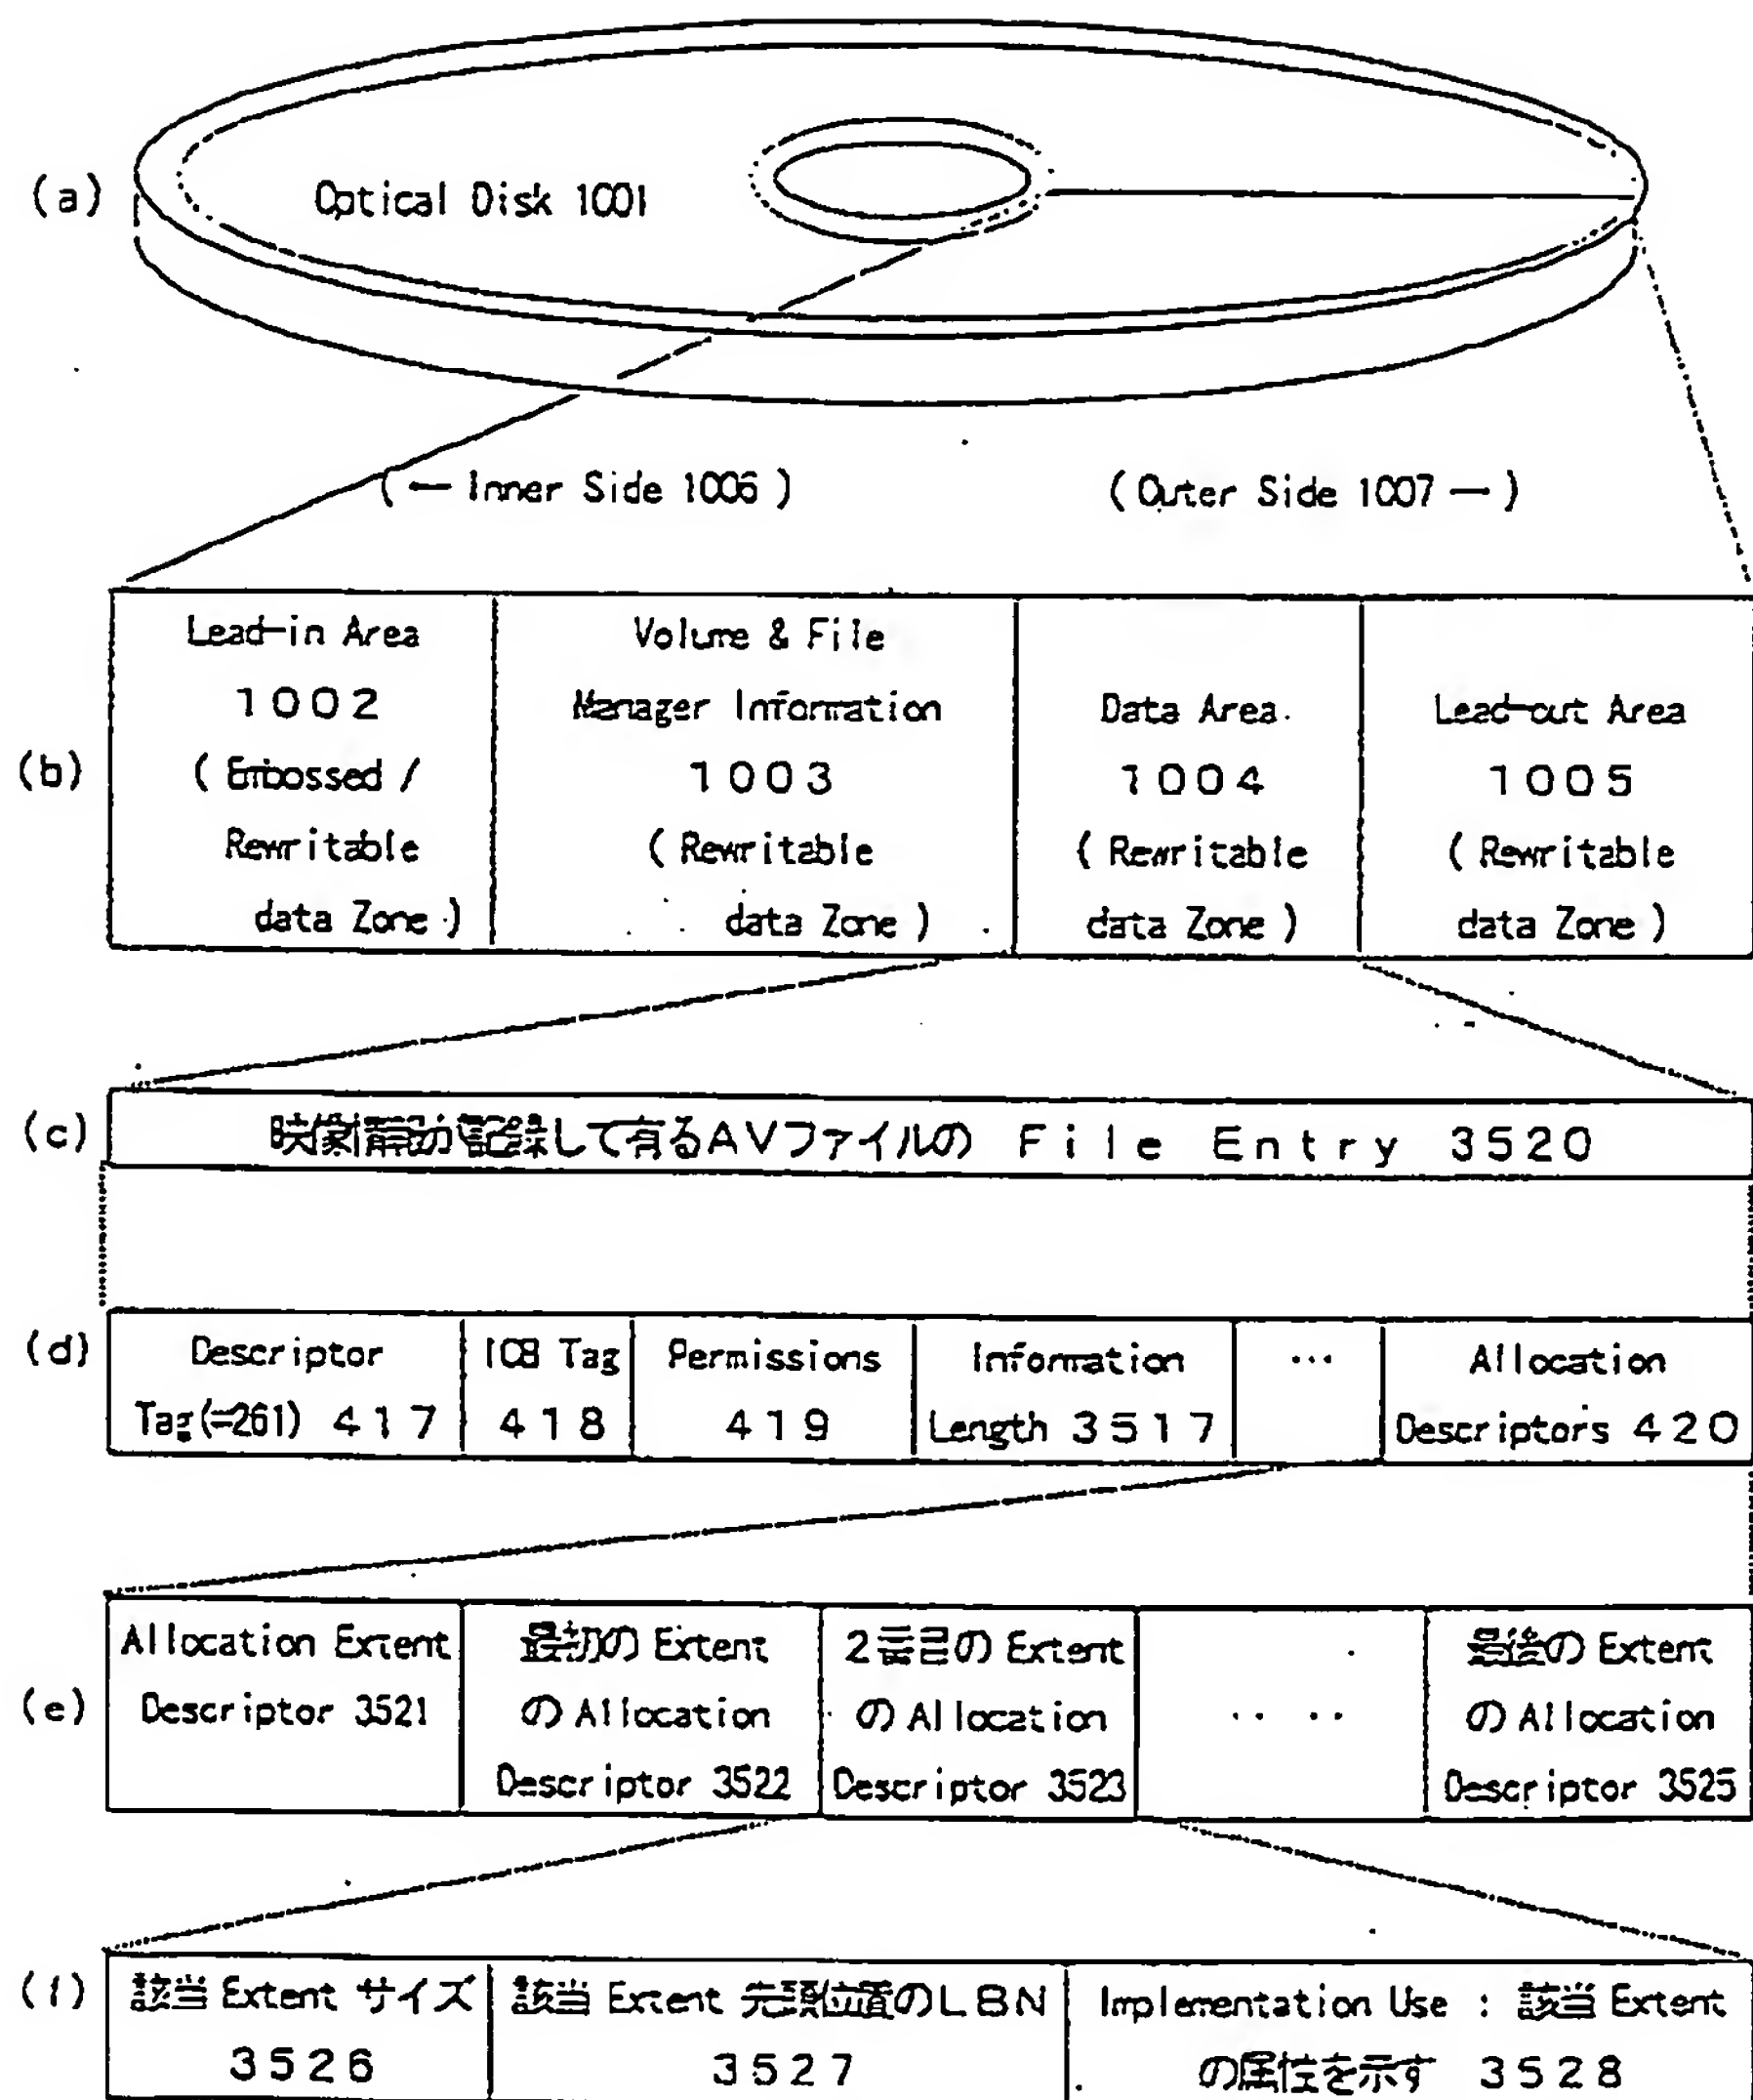 (a)
Optical Disk 1001
(← Inner Side 1006 )
( Outer Side 1007 — )
(b)
Lead-in Area
1002
( Embossed /
Rewritable
data Zone )
Volume & File
Manager Information
1003
( Rewritable
data Zone )
Data Area
1004
( Rewritable
data Zone )
Lead-out Area
1005
( Rewritable
data Zone )
(c)
映像情報が記録して有るAVファイルの File Entry 3520
(d)
Descriptor
Tag(=261) 417
ICB Tag
418
Permissions
419
Information
Length 3517
...
Allocation
Descriptors 420
(e)
Allocation Extent
Descriptor 3521
最初の Extent
の Allocation
Descriptor 3522
2番目の Extent
の Allocation
Descriptor 3523
.. ..
最後の Extent
の Allocation
Descriptor 3525
(f)
該当 Extent サイズ
3526
該当 Extent 先頭位置のLBN
3527
Implementation Use : 該当 Extent
の属性を示す 3528